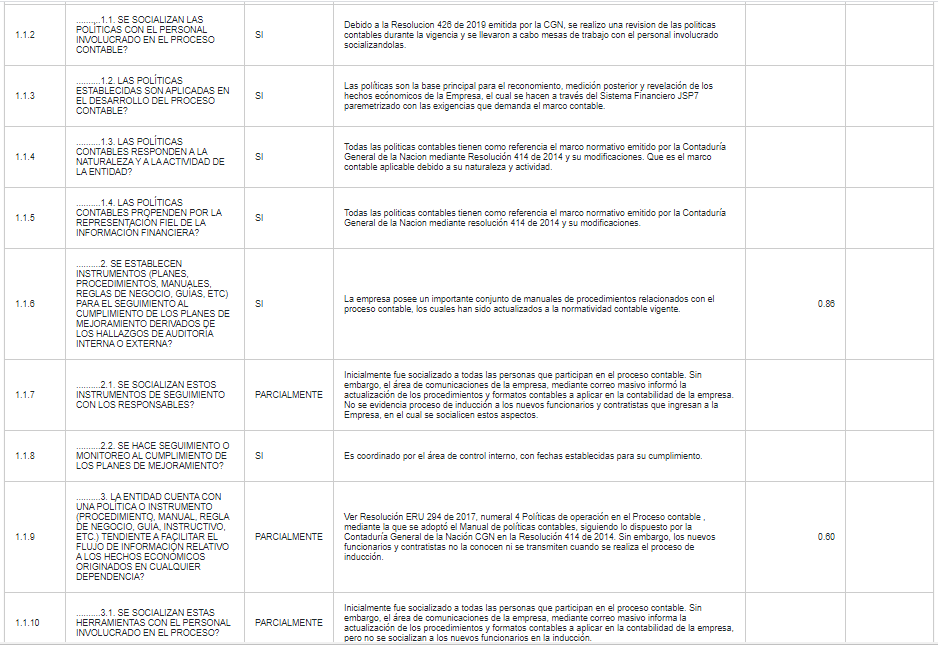 1.1.2
..........1.1. SE SOCIALIZAN LAS
POLÍTICAS CON EL PERSONAL
INVOLUCRADO EN EL PROCESO
CONTABLE?
SI
Debido a la Resolucion 426 de 2019 emitida por la CGN, se realizo una revision de las politicas
contables durante la vigencia y se llevaron a cabo mesas de trabajo con el personal involucrado
socializandolas.
1.1.3
..........1.2. LAS POLÍTICAS
ESTABLECIDAS SON APLICADAS EN
EL DESARROLLO DEL PROCESO
CONTABLE?
SI
Las políticas son la base principal para el reconomiento, medición posterior y revelación de los
hechos ecónomicos de la Empresa, el cual se hacen a través del Sistema Financiero JSP7
paremetrizado con las exigencias que demanda el marco contable.
1.1.4
..........1.3. LAS POLÍTICAS
CONTABLES RESPONDEN A LA
NATURALEZA Y A LA ACTIVIDAD DE
LA ENTIDAD?
SI
Todas las politicas contables tienen como referencia el marco normativo emitido por la Contaduría
General de la Nacion mediante Resolución 414 de 2014 y su modificaciones. Que es el marco
contable aplicable debido a su naturaleza y actividad.
1.1.5
..........1.4. LAS POLÍTICAS
CONTABLES PROPENDEN POR LA
REPRESENTACIÓN FIEL DE LA
INFORMACIÓN FINANCIERA?
SI
Todas las politicas contables tienen como referencia el marco normativo emitido por la Contaduría
General de la Nacion mediante resolución 414 de 2014 y su modificaciones.
1.1.6
..........2. SE ESTABLECEN
INSTRUMENTOS (PLANES,
PROCEDIMIENTOS, MANUALES,
REGLAS DE NEGOCIO, GUÍAS, ETC)
PARA EL SEGUIMIENTO AL
CUMPLIMIENTO DE LOS PLANES DE
MEJORAMIENTO DERIVADOS DE
LOS HALLAZGOS DE AUDITORÍA
INTERNA O EXTERNA?
SI
La empresa posee un importante conjunto de manuales de procedimientos relacionados con el
proceso contable, los cuales han sido actualizados a la normatividad contable vigente.
0.86
1.1.7
..........2.1. SE SOCIALIZAN ESTOS
INSTRUMENTOS DE SEGUIMIENTO
CON LOS RESPONSABLES?
PARCIALMENTE
Inicialmente fue socializado a todas las personas que participan en el proceso contable. Sin
embargo, el área de comunicaciones de la empresa, mediante correo masivo informó la
actualización de los procedimientos y formatos contables a aplicar en la contabilidad de la empresa.
No se evidencia proceso de inducción a los nuevos funcionarios y contratistas que ingresan a la
Empresa, en el cual se socialicen estos aspectos.
1.1.8
..........2.2. SE HACE SEGUIMIENTO O
MONITOREO AL CUMPLIMIENTO DE
LOS PLANES DE MEJORAMIENTO?
SI
Es coordinado por el área de control interno, con fechas establecidas para su cumplimiento.
1.1.9
..........3. LA ENTIDAD CUENTA CON
UNA POLÍTICA O INSTRUMENTO
(PROCEDIMIENTO, MANUAL, REGLA
DE NEGOCIO, GUÍA, INSTRUCTIVO,
ETC.) TENDIENTE A FACILITAR EL
FLUJO DE INFORMACIÓN RELATIVO
A LOS HECHOS ECONÓMICOS
ORIGINADOS EN CUALQUIER
DEPENDENCIA?
PARCIALMENTE
Ver Resolución ERU 294 de 2017, numeral 4 Políticas de operación en el Proceso contable ,
mediante la que se adoptó el Manual de políticas contables, siguiendo lo dispuesto por la
Contaduría General de la Nación CGN en la Resolución 414 de 2014. Sin embargo, los nuevos
funcionarios y contratistas no la conocen ni se transmiten cuando se realiza el proceso de
inducción.
0.60
1.1.10
..........3.1. SE SOCIALIZAN ESTAS
HERRAMIENTAS CON EL PERSONAL
INVOLUCRADO EN EL PROCESO?
PARCIALMENTE
Inicialmente fue socializado a todas las personas que participan en el proceso contable. Sin
embargo, el área de comunicaciones de la empresa, mediante correo masivo informa la
actualización de los procedimientos y formatos contables a aplicar en la contabilidad de la empresa,
pero no se socializan a los nuevos funcionarios en la inducción.